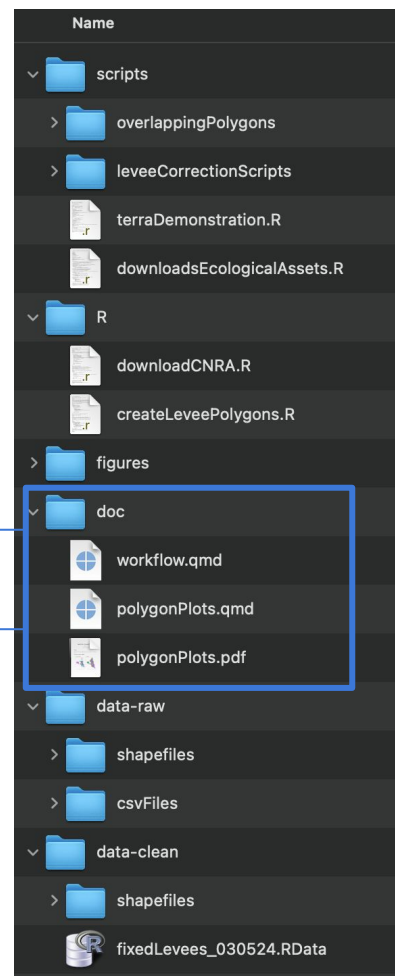 Name
scripts
overlappingPolygons
leveeCorrectionScripts
terraDemonstration.R
downloadsEcologicalAssets.R
R
downloadCNRA.R
createLeveePolygons.R
figures
doc
workflow.qmd
polygonPlots.qmd
polygonPlots.pdf
data-raw
shapefiles
csvFiles
data-clean
shapefiles
fixedLevees_030524.RData